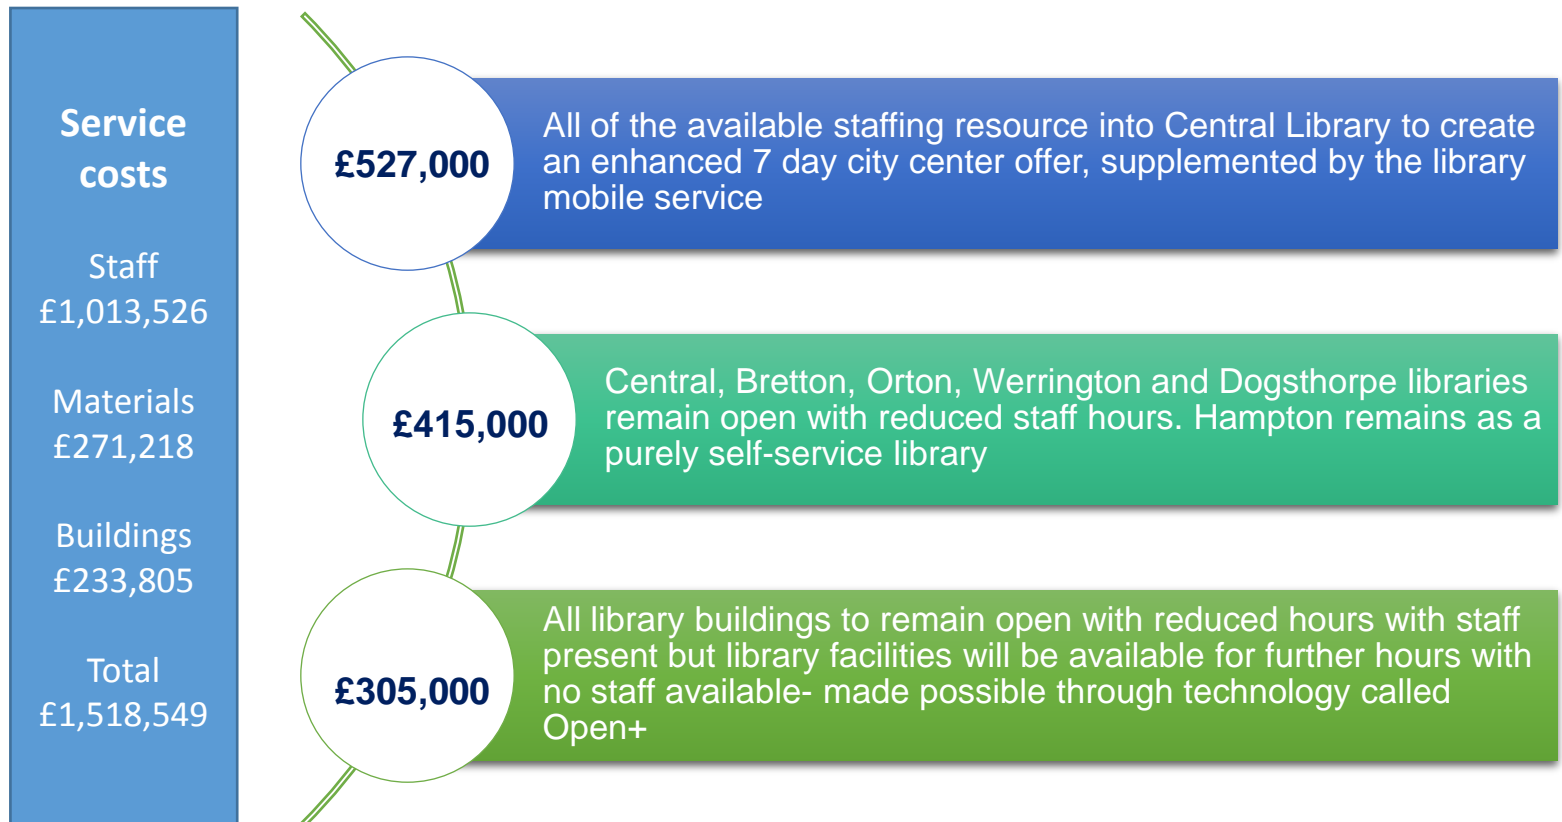 Service
costs
Staff
£1,013,526
Materials
£271,218
Buildings
£233,805
Total
£1,518,549
£527,000
All of the available staffing resource into Central Library to create
an enhanced 7 day city center offer, supplemented by the library
mobile service
£415,000
Central, Bretton, Orton, Werrington and Dogsthorpe libraries
remain open with reduced staff hours. Hampton remains as a
purely self-service library
£305,000
All library buildings to remain open with reduced hours with staff
present but library facilities will be available for further hours with
no staff available- made possible through technology called
Open+